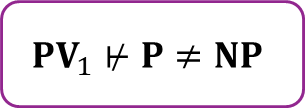 PV₁ ⊬ P ≠ NP